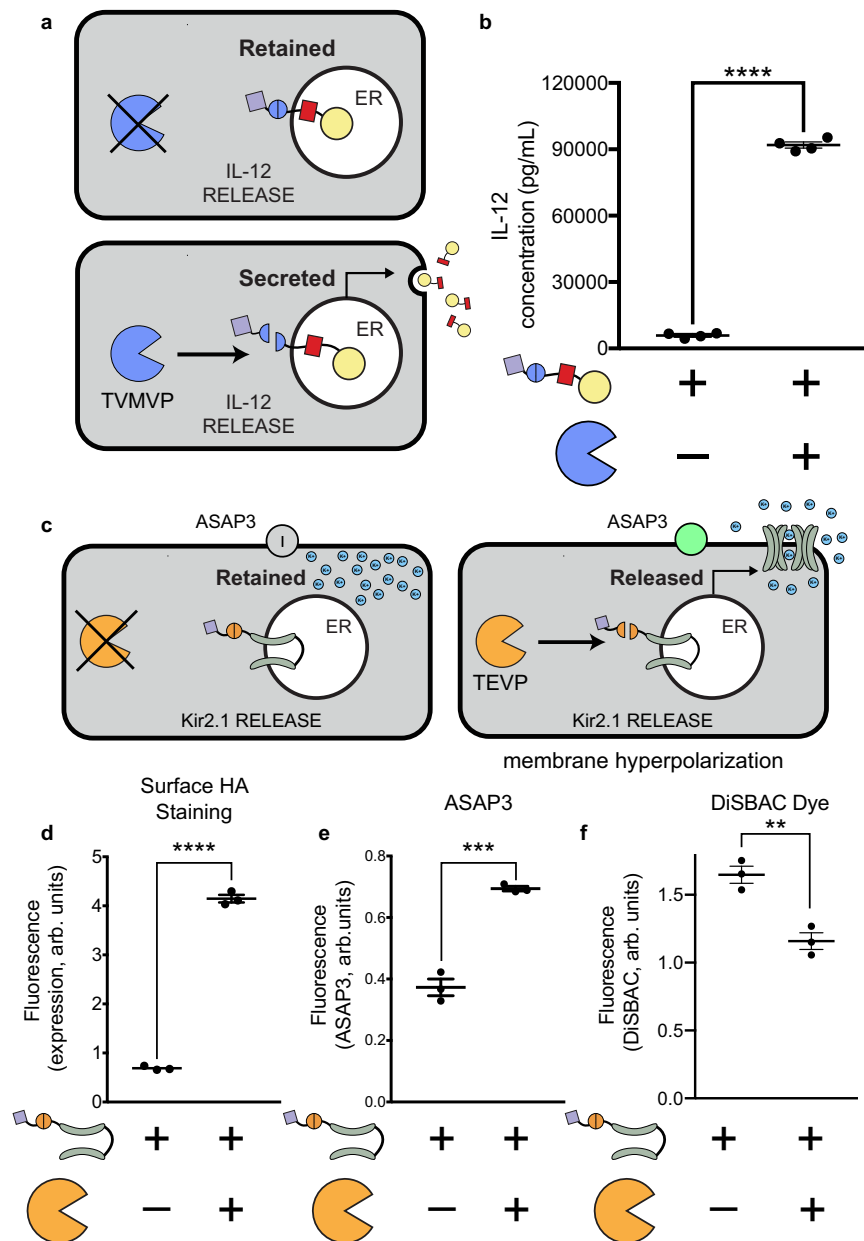 a
Retained
ER
IL-12
RELEASE
Secreted
ER
TVMVP
IL-12
RELEASE
b
****
120000
90000
60000
30000
0
IL-12
concentration (pg/mL)
+ +
− +
c
ASAP3
I
Retained
K+
ER
Kir2.1 RELEASE
ASAP3
K+
Released
ER
TEVP
Kir2.1 RELEASE
membrane hyperpolarization
d
Surface HA
Staining
****
5
4
3
2
1
0
Fluorescence
(expression, arb. units)
+ +
− +
e
ASAP3
***
0.8
0.6
0.4
0.2
0.0
Fluorescence
(ASAP3, arb.units)
+ +
− +
f
DiSBAC Dye
**
1.5
1.0
0.5
0.0
Fluorescence
(DiSBAC, arb. units)
+ +
− +